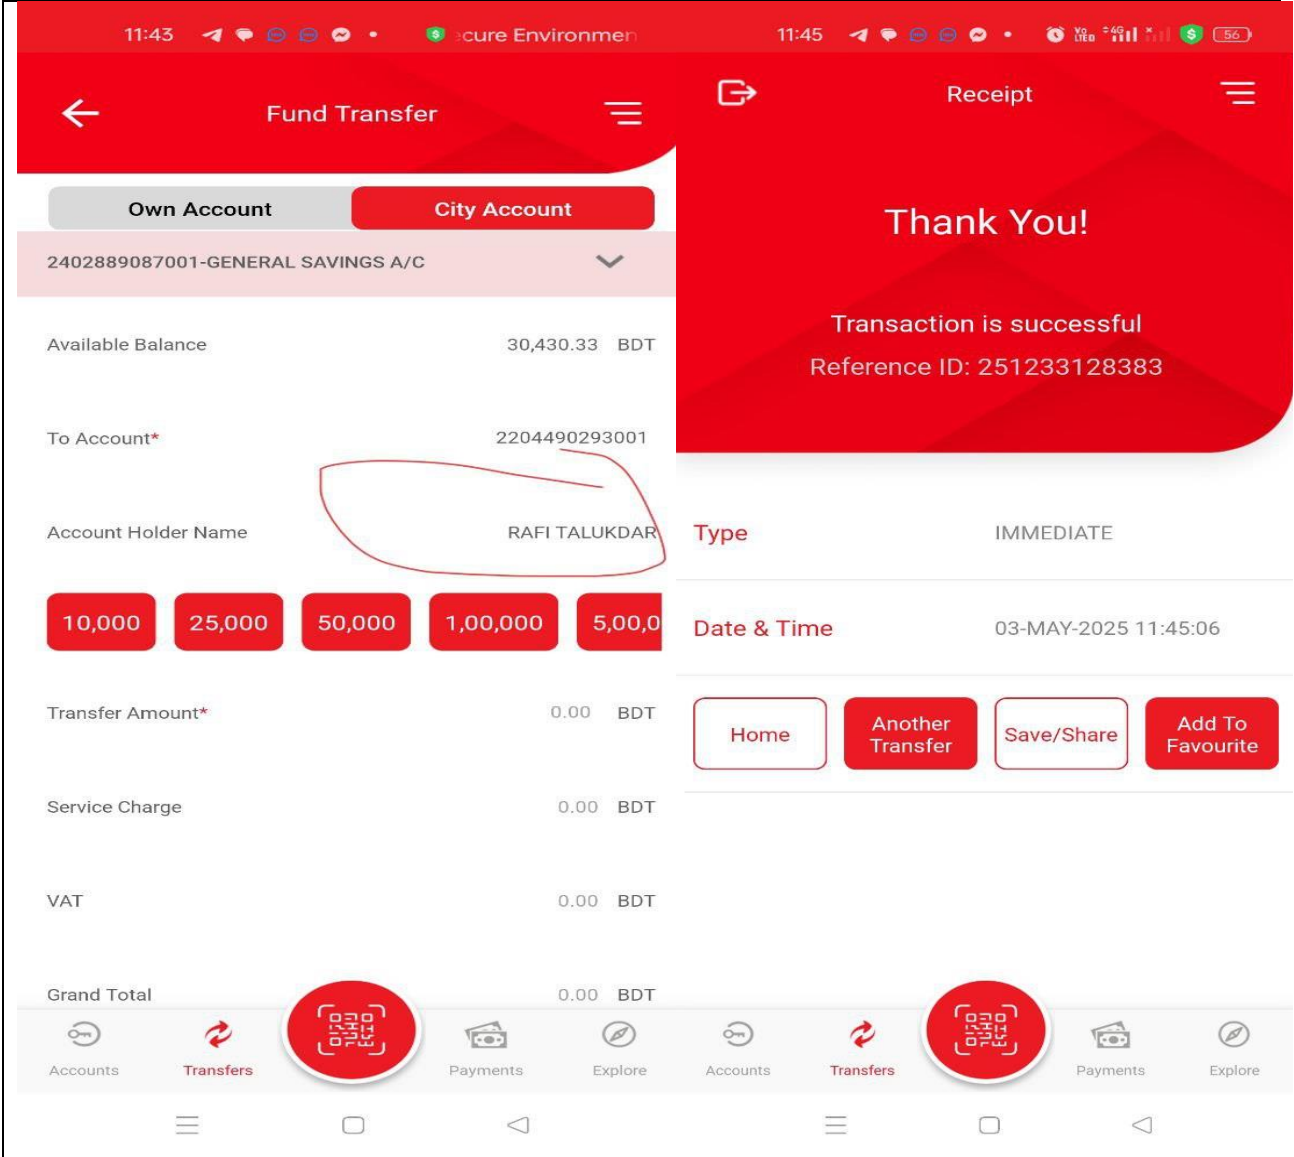 11:43
cure Environmen
Fund Transfer
Own Account
City Account
2402889087001-GENERAL SAVINGS A/C
Available Balance 30,430.33 BDT
To Account* 2204490293001
Account Holder Name RAFI TALUKDAR
10,000 25,000 50,000 1,00,000 5,00,0
Transfer Amount* 0.00 BDT
Service Charge 0.00 BDT
VAT 0.00 BDT
Grand Total 0.00 BDT
Accounts Transfers Payments Explore
11:45 4G 56
Receipt
Thank You!
Transaction is successful
Reference ID: 251233128383
Type IMMEDIATE
Date & Time 03-MAY-2025 11:45:06
Home
Another
Transfer
Save/Share
Add To
Favourite
Accounts Transfers Payments Explore